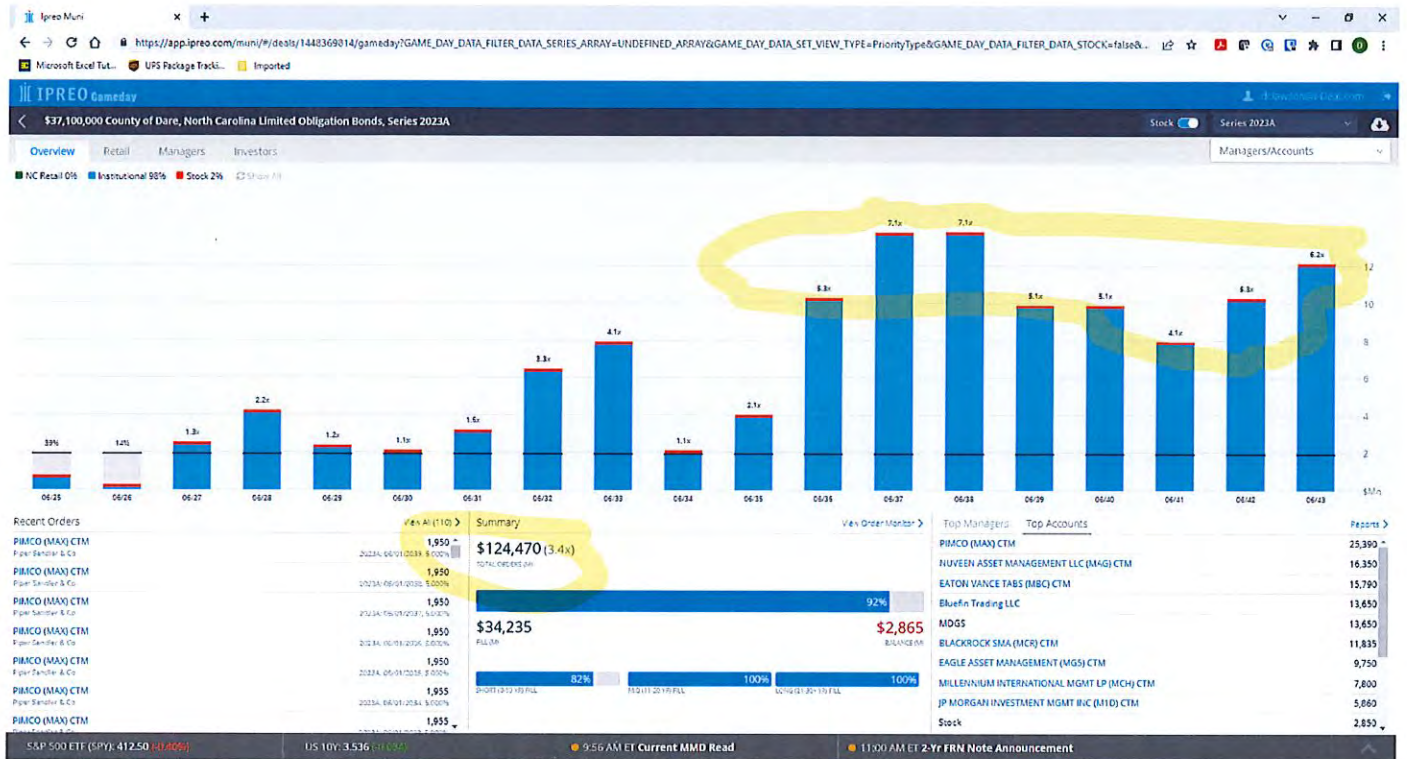 Ipreo Muni
https://app.ipreo.com/muni/#/deals/1448369814/gameday?GAME_DAY_DATA_FILTER_DATA_SERIES_ARRAY=UNDEFINED_ARRAY&GAME_DAY_DATA_SET_VIEW_TYPE=PriorityType&GAME_DAY_DATA_FILTER_DATA_STOCK=false&...
Microsoft Excel Tut... UPS Package Tracki... Imported
IPREO Gameday
$37,100,000 County of Dare, North Carolina Limited Obligation Bonds, Series 2023A Stock Series 2023A
Overview Retail Managers Investors Managers/Accounts
NC Retail 0% Institutional 98% Stock 2% Show All
7.1x 7.1x
6.2x
12
5.3x 5.3x
5.1x 5.1x
10
4.1x 4.1x
8
3.3x
6
2.2x
2.1x
4
39% 14% 1.3x 1.2x 1.1x 1.1x
2
$Mn
06/25 06/26 06/27 06/28 06/29 06/30 06/31 06/32 06/33 06/34 06/35 06/36 06/37 06/38 06/39 06/40 06/41 06/42 06/43
Recent Orders View All (110)
PIMCO (MAX) CTM 1,950
Piper Sandler & Co
PIMCO (MAX) CTM 1,950
Piper Sandler & Co
PIMCO (MAX) CTM 1,950
Piper Sandler & Co
PIMCO (MAX) CTM 1,950
Piper Sandler & Co
PIMCO (MAX) CTM 1,950
Piper Sandler & Co
PIMCO (MAX) CTM 1,955
Piper Sandler & Co
PIMCO (MAX) CTM 1,955
Summary View Order Monitor
$124,470 (3.4x)
TOTAL ORDERS (M)
92%
$34,235 $2,865
FILL (M) BALANCE (M)
82% 100% 100%
Top Managers Top Accounts Reports
PIMCO (MAX) CTM 25,390
NUVEEN ASSET MANAGEMENT LLC (MAG) CTM 16,350
EATON VANCE TABS (MBC) CTM 15,790
Bluefin Trading LLC 13,650
MDGS 13,650
BLACKROCK SMA (MCR) CTM 11,835
EAGLE ASSET MANAGEMENT (MGS) CTM 9,750
MILLENNIUM INTERNATIONAL MGMT LP (MCH) CTM 7,800
JP MORGAN INVESTMENT MGMT INC (M1D) CTM 5,860
Stock 2,850
S&P 500 ETF (SPY): 412.50 US 10Y: 3.536 9:56 AM ET Current MMD Read 11:00 AM ET 2-Yr FRN Note Announcement